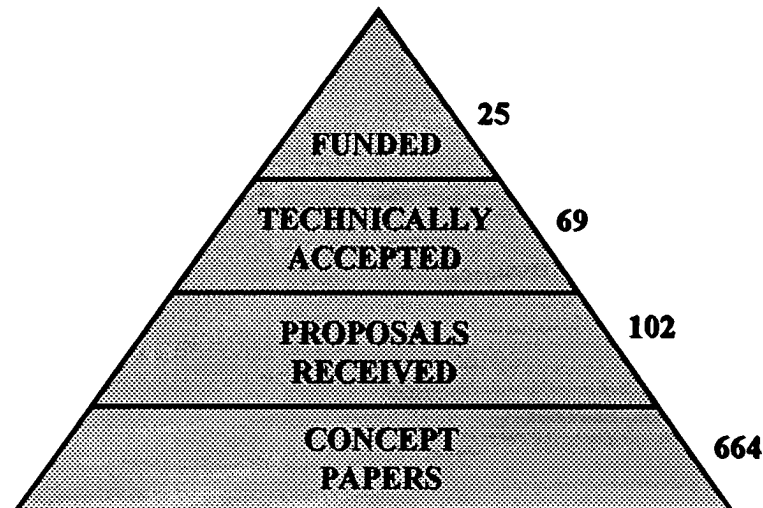 25
FUNDED
TECHNICALLY
69
ACCEPTED
102
PROPOSALS
RECEIVED
CONCEPT
664
PAPERS